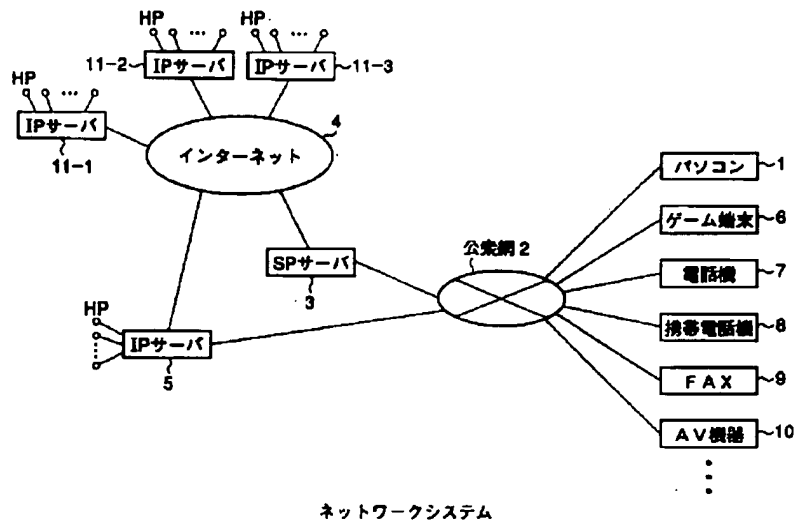 HP ... HP ...
11-2 IPサーバ IPサーバ 11-3
HP ...
IPサーバ
11-1
4
インターネット
パソコン 1
ゲーム端末 6
公衆網2
SPサーバ
3
電話機 7
HP
IPサーバ
5
携帯電話機 8
FAX 9
AV機器 10
ネットワークシステム